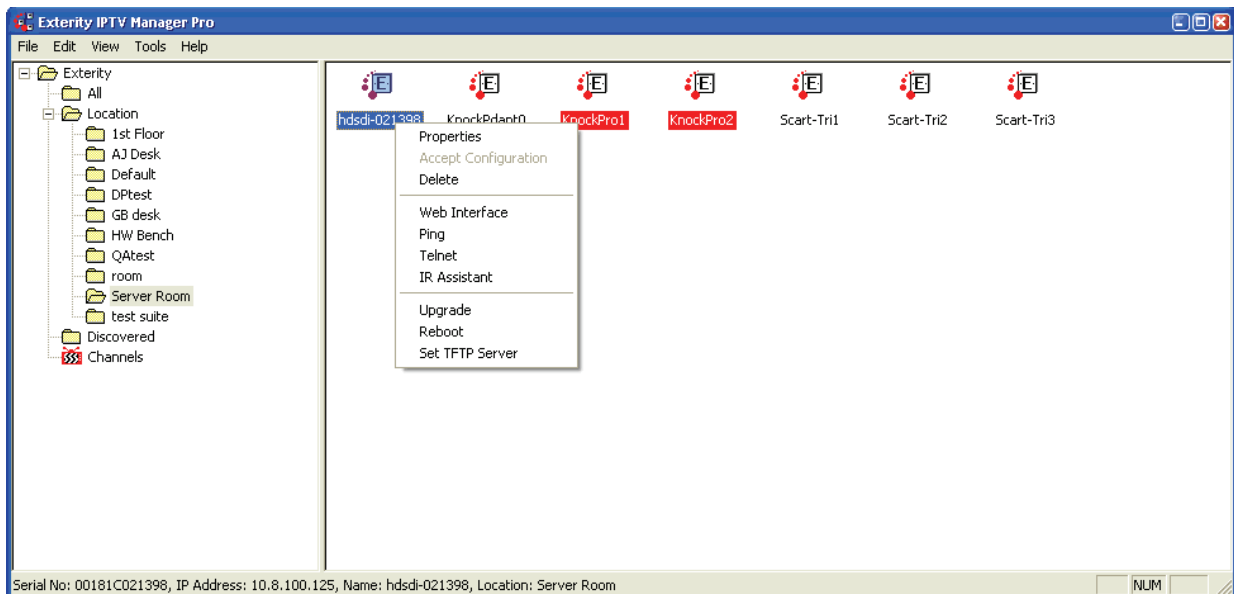 Exterity IPTV Manager Pro
File Edit View Tools Help
Exterity
All
Location
1st Floor
AJ Desk
Default
DPtest
GB desk
HW Bench
QAtest
room
Server Room
test suite
Discovered
Channels
E E E E E E E
hdsdi-021398 KnockPdapt0 KnockPro1 KnockPro2 Scart-Tri1 Scart-Tri2 Scart-Tri3
Properties
Accept Configuration
Delete
Web Interface
Ping
Telnet
IR Assistant
Upgrade
Reboot
Set TFTP Server
Serial No: 00181C021398, IP Address: 10.8.100.125, Name: hdsdi-021398, Location: Server Room NUM